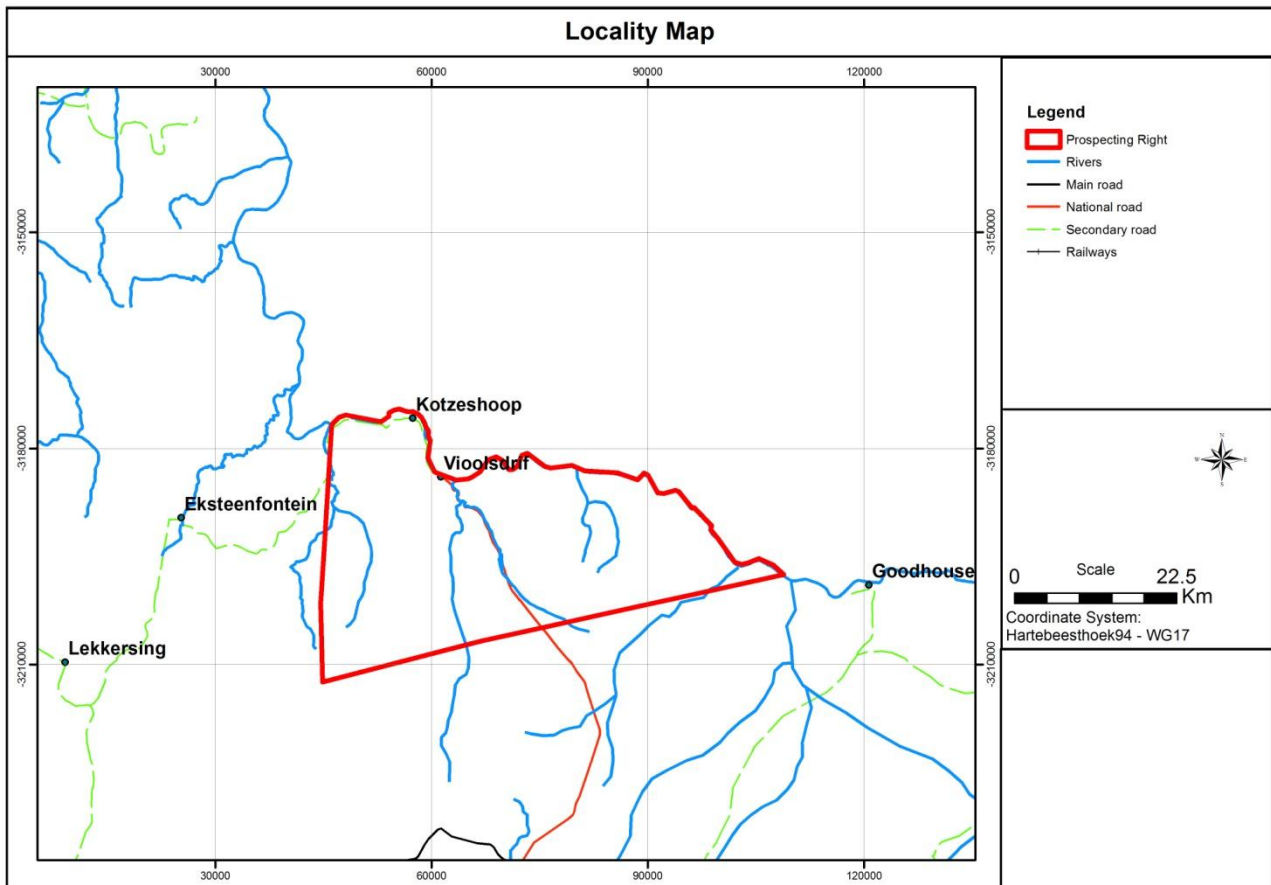 Locality Map
30000 60000 90000 120000
Legend
Prospecting Right
Rivers
Main road
National road
Secondary road
Railways
-3150000 -3150000
Kotzeshoop
-3180000 -3180000
Vioolsdrif
Eksteenfontein
Goodhouse
Lekkersing
-3210000 -3210000
N
W E
S
Scale
0 22.5
Km
Coordinate System:
Hartebeesthoek94 - WG17
30000 60000 90000 120000